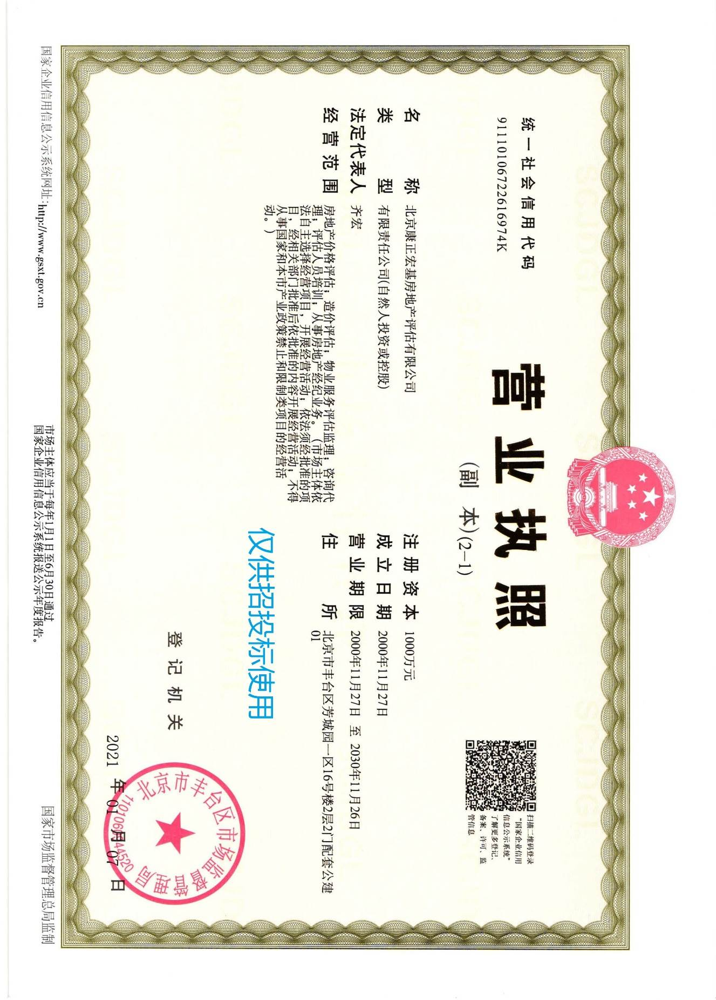 统一社会信用代码
91110106722616974K
营业执照
(副 本)(2-1)
扫描二维码登录
“国家企业信用
信息公示系统”
了解更多登记、
备案、许可、监
管信息
名称 北京康正宏基房地产评估有限公司
类型 有限责任公司(自然人投资或控股)
法定代表人 齐宏
经营范围 房地产价格评估；造价评估；物业服务评估监理；咨询代
理；评估人员培训；从事房地产经纪业务。（市场主体依
法自主选择经营项目，开展经营活动；依法须经批准的项
目，经相关部门批准后依批准的内容开展经营活动；不得
从事国家和本市产业政策禁止和限制类项目的经营活
动。）
注册资本 1000万元
成立日期 2000年11月27日
营业期限 2000年11月27日 至 2030年11月26日
住所 北京市丰台区芳城园一区16号楼2层2门配套公建
01
仅供招投标使用
登记机关
北京市丰台区市场监督管理局
2021 年 01 月 07 日
国家企业信用信息公示系统网址:http://www.gsxt.gov.cn
市场主体应当于每年1月1日至6月30日通过
国家企业信用信息公示系统报送公示年度报告。
国家市场监督管理总局监制